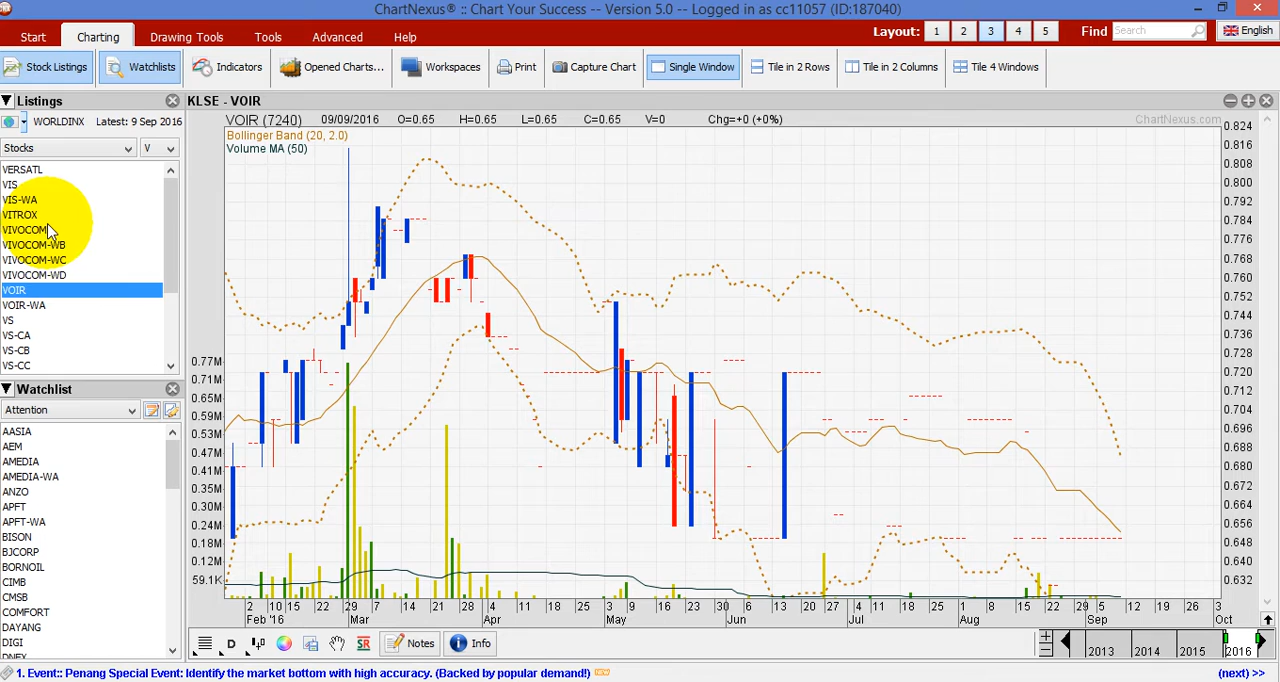 ChartNexus® :: Chart Your Success -- Version 5.0 -- Logged in as cc11057 (ID:187040)
Start Charting Drawing Tools Tools Advanced Help Layout: 1 2 3 4 5 Find Search English
Stock Listings Watchlists Indicators Opened Charts... Workspaces Print Capture Chart Single Window Tile in 2 Rows Tile in 2 Columns Tile 4 Windows
Listings
WORLDINX Latest: 9 Sep 2016
Stocks V
VERSATL
VIS
VIS-WA
VITROX
VIVOCOM
VIVOCOM-WB
VIVOCOM-WC
VIVOCOM-WD
VOIR
VOIR-WA
VS
VS-CA
VS-CB
VS-CC
Watchlist
Attention
AASIA
AEM
AMEDIA
AMEDIA-WA
ANZO
APFT
APFT-WA
BISON
BJCORP
BORNOIL
CIMB
CMSB
COMFORT
DAYANG
DIGI
KLSE - VOIR
VOIR (7240) 09/09/2016 O=0.65 H=0.65 L=0.65 C=0.65 V=0 Chg=+0 (+0%) ChartNexus.com
Bollinger Band (20, 2.0)
Volume MA (50)
0.824
0.816
0.808
0.800
0.792
0.784
0.776
0.768
0.760
0.752
0.744
0.736
0.728
0.720
0.712
0.704
0.696
0.688
0.680
0.672
0.664
0.656
0.648
0.640
0.632
0.77M
0.71M
0.65M
0.59M
0.53M
0.47M
0.41M
0.35M
0.30M
0.24M
0.18M
0.12M
59.1K
2 10 15 22 29 7 14 21 28 4 11 18 25 3 9 16 23 30 6 13 20 27 4 11 18 25 1 8 15 22 29 5 12 19 26 3
Feb '16 Mar Apr May Jun Jul Aug Sep Oct
D SR Notes Info 2013 2014 2015 2016
1. Event:: Penang Special Event: Identify the market bottom with high accuracy. (Backed by popular demand!) (next) >>